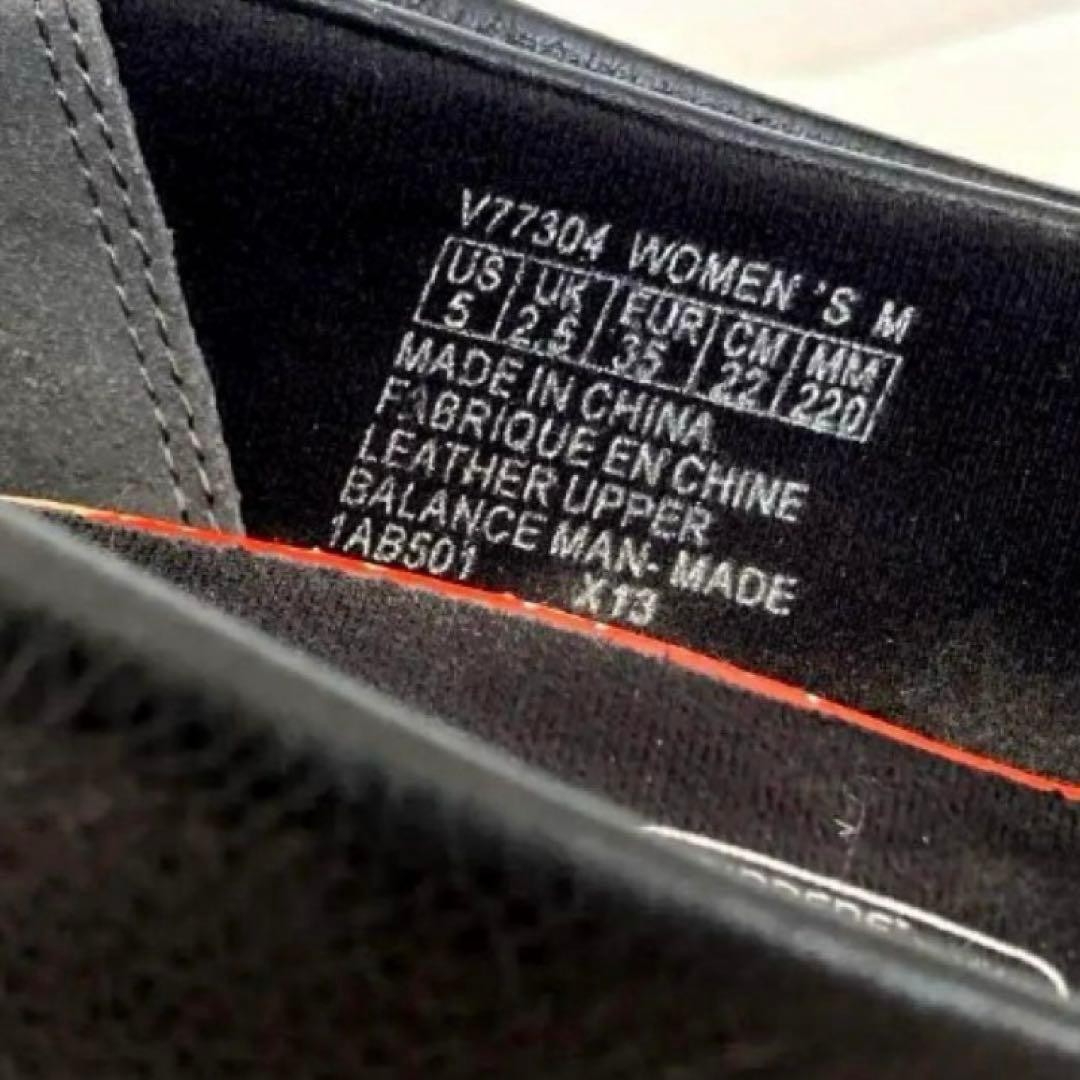 V77304 WOMEN 'S M
US UK EUR CM MM
5 2.5 35 22 220
MADE IN CHINA
FABRIQUE EN CHINE
LEATHER UPPER
BALANCE MAN- MADE
1AB501 X13